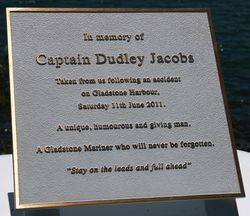 In memory of
Captain Dudley Jacobs
Taken from us following an accident
on Gladstone Harbour,
Saturday 11th June 2011.
A unique, humourous and giving man.
A Gladstone Mariner who will never be forgotten.
"Stay on the leads and full ahead"